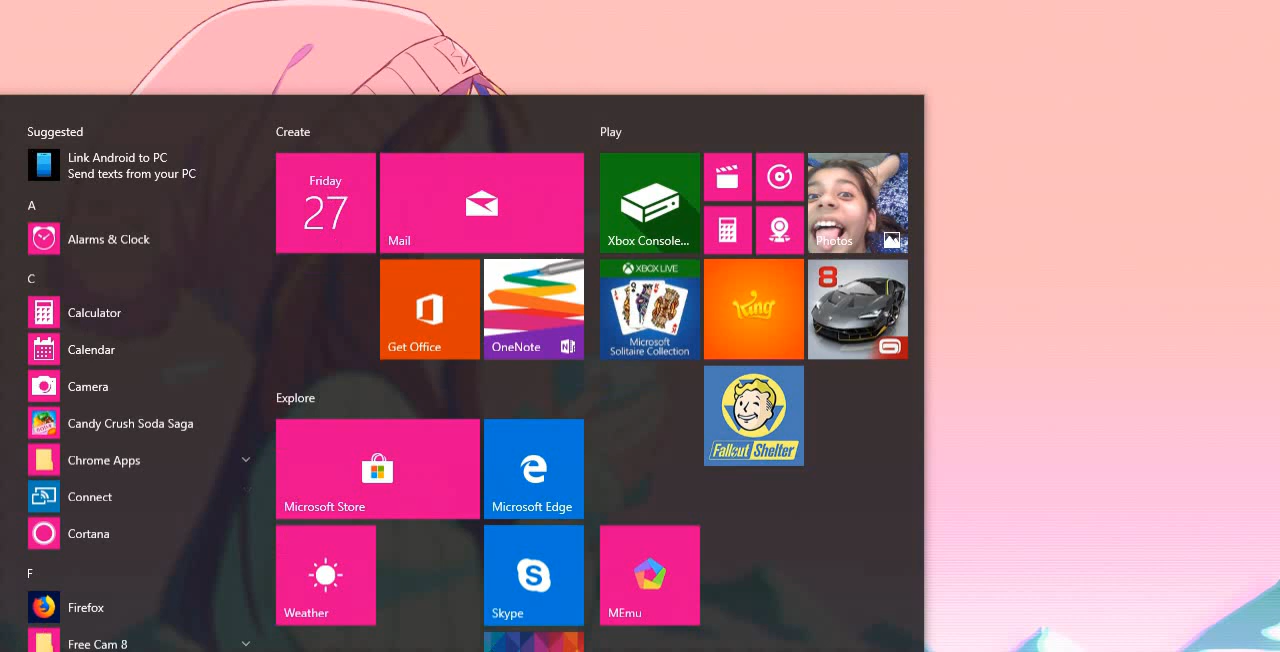 Suggested
Link Android to PC
Send texts from your PC
A
Alarms & Clock
C
Calculator
Calendar
Camera
Candy Crush Soda Saga
Chrome Apps
Connect
Cortana
F
Firefox
Free Cam 8
Create
Friday
27
Mail
Get Office
OneNote
N
Explore
Microsoft Store
Microsoft Edge
Weather
Skype
Play
Xbox Console...
Photos
XBOX LIVE
Microsoft
Solitaire Collection
King
8
Fallout Shelter
MEmu